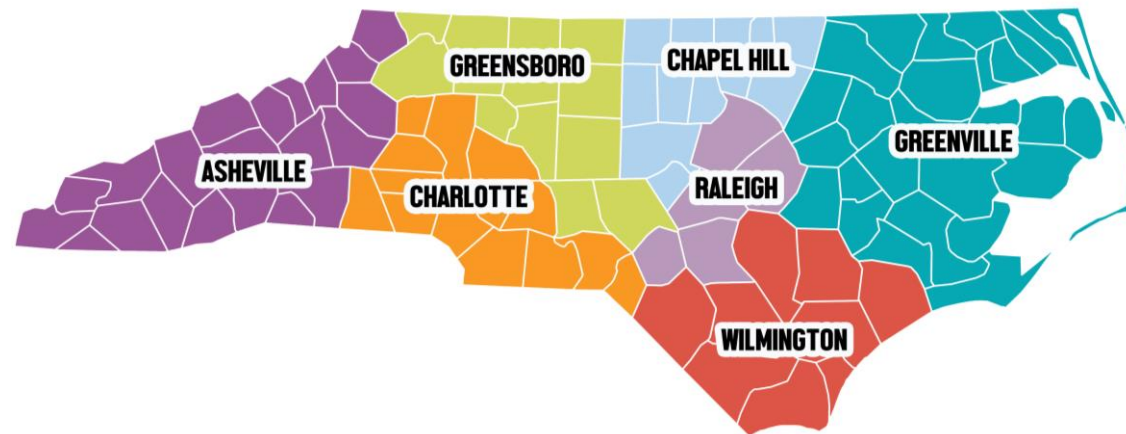 GREENSBORO
CHAPEL HILL
GREENVILLE
ASHEVILLE
CHARLOTTE
RALEIGH
WILMINGTON